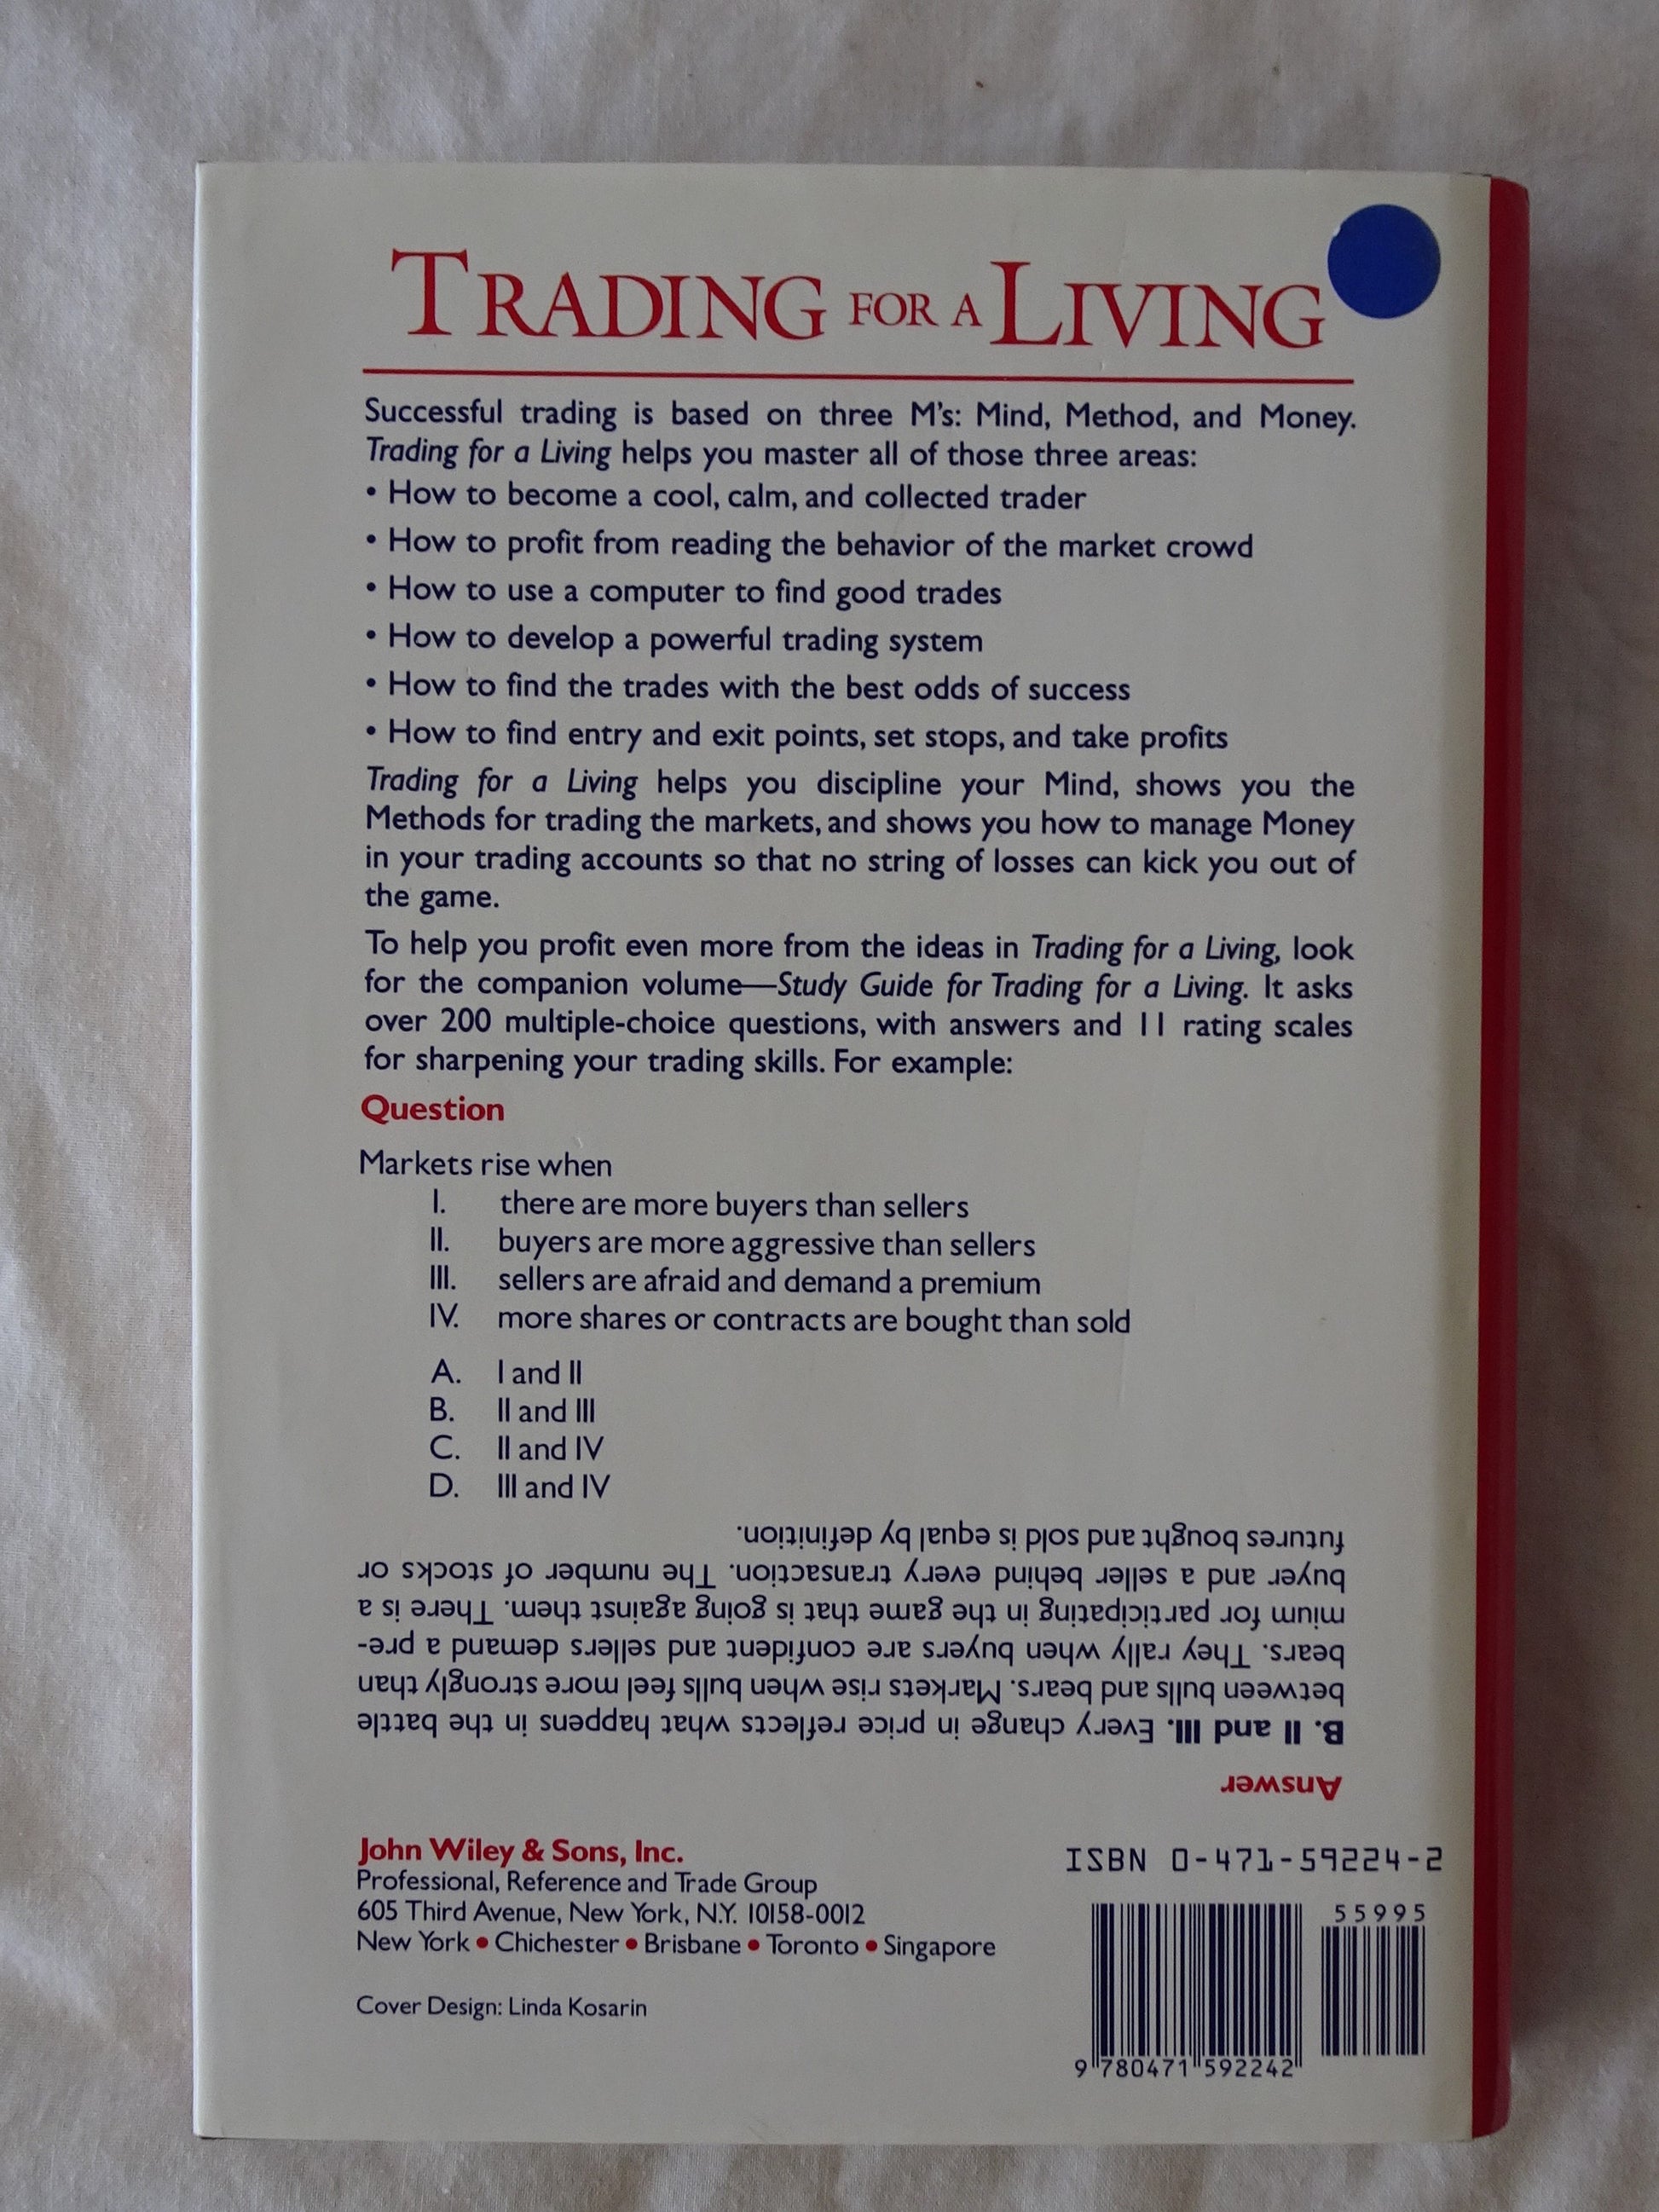 TRADING FOR A LIVING
Successful trading is based on three M's: Mind, Method, and Money.
Trading for a Living helps you master all of those three areas:
• How to become a cool, calm, and collected trader
• How to profit from reading the behavior of the market crowd
• How to use a computer to find good trades
• How to develop a powerful trading system
• How to find the trades with the best odds of success
• How to find entry and exit points, set stops, and take profits
Trading for a Living helps you discipline your Mind, shows you the
Methods for trading the markets, and shows you how to manage Money
in your trading accounts so that no string of losses can kick you out of
the game.
To help you profit even more from the ideas in Trading for a Living, look
for the companion volume—Study Guide for Trading for a Living. It asks
over 200 multiple-choice questions, with answers and 11 rating scales
for sharpening your trading skills. For example:
Question
Markets rise when
I. there are more buyers than sellers
II. buyers are more aggressive than sellers
III. sellers are afraid and demand a premium
IV. more shares or contracts are bought than sold
A. I and II
B. II and III
C. II and IV
D. III and IV
Answer
B. II and III. Every change in price reflects what happens in the battle
between bulls and bears. Markets rise when bulls feel more strongly than
bears. They rally when buyers are confident and sellers demand a pre-
mium for participating in the game that is going against them. There is a
buyer and a seller behind every transaction. The number of stocks or
futures bought and sold is equal by definition.
John Wiley & Sons, Inc.
Professional, Reference and Trade Group
605 Third Avenue, New York, N.Y. 10158-0012
New York • Chichester • Brisbane • Toronto • Singapore
Cover Design: Linda Kosarin
ISBN 0-471-59224-2
55995
9 780471 592242